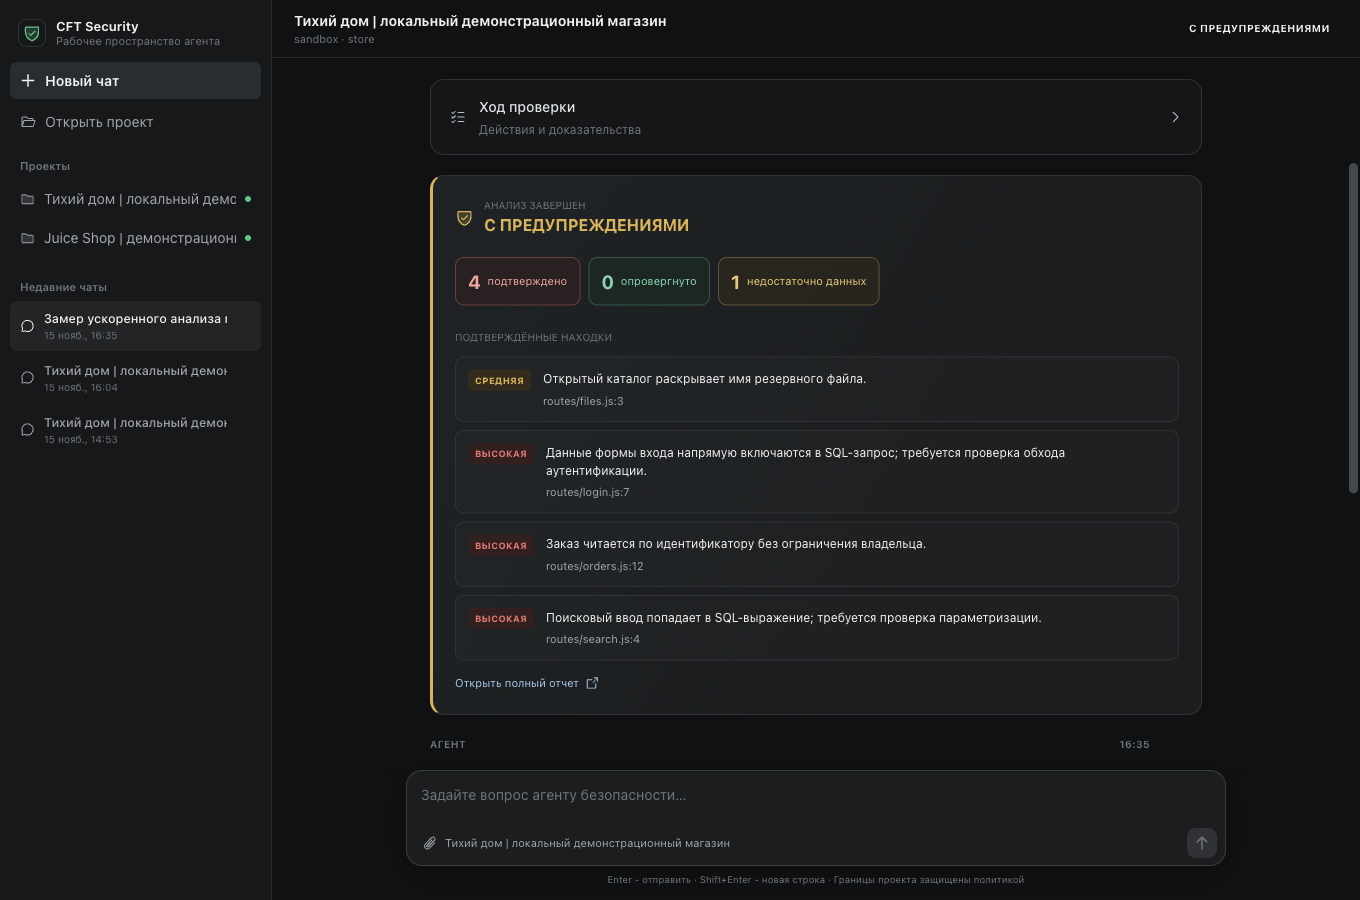 CFT Security
Рабочее пространство агента
Новый чат
Открыть проект
Проекты
Тихий дом | локальный демо
Juice Shop | демонстрацион
Недавние чаты
Замер ускоренного анализа
15 нояб., 16:35
Тихий дом | локальный демон
15 нояб., 16:04
Тихий дом | локальный демон
15 нояб., 14:53
Тихий дом | локальный демонстрационный магазин
sandbox · store
С ПРЕДУПРЕЖДЕНИЯМИ
Ход проверки
Действия и доказательства
АНАЛИЗ ЗАВЕРШЕН
С ПРЕДУПРЕЖДЕНИЯМИ
4 подтверждено
0 опровергнуто
1 недостаточно данных
ПОДТВЕРЖДЁННЫЕ НАХОДКИ
СРЕДНЯЯ Открытый каталог раскрывает имя резервного файла.
routes/files.js:3
ВЫСОКАЯ Данные формы входа напрямую включаются в SQL-запрос; требуется проверка обхода
аутентификации.
routes/login.js:7
ВЫСОКАЯ Заказ читается по идентификатору без ограничения владельца.
routes/orders.js:12
ВЫСОКАЯ Поисковый ввод попадает в SQL-выражение; требуется проверка параметризации.
routes/search.js:4
Открыть полный отчет
АГЕНТ 16:35
Задайте вопрос агенту безопасности...
Тихий дом | локальный демонстрационный магазин
Enter - отправить · Shift+Enter - новая строка · Границы проекта защищены политикой